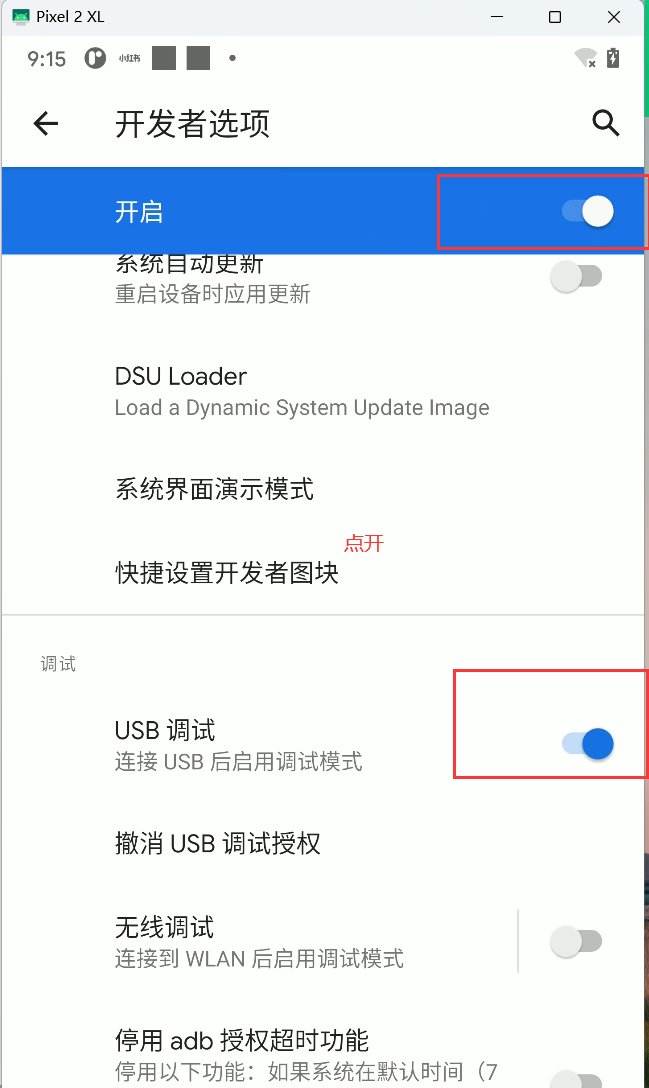 Pixel 2 XL
9:15
小红书
开发者选项
开启
系统自动更新
重启设备时应用更新
DSU Loader
Load a Dynamic System Update Image
系统界面演示模式
点开
快捷设置开发者图块
调试
USB 调试
连接 USB 后启用调试模式
撤消 USB 调试授权
无线调试
连接到 WLAN 后启用调试模式
停用 adb 授权超时功能
停用以下功能：如果系统在默认时间（7